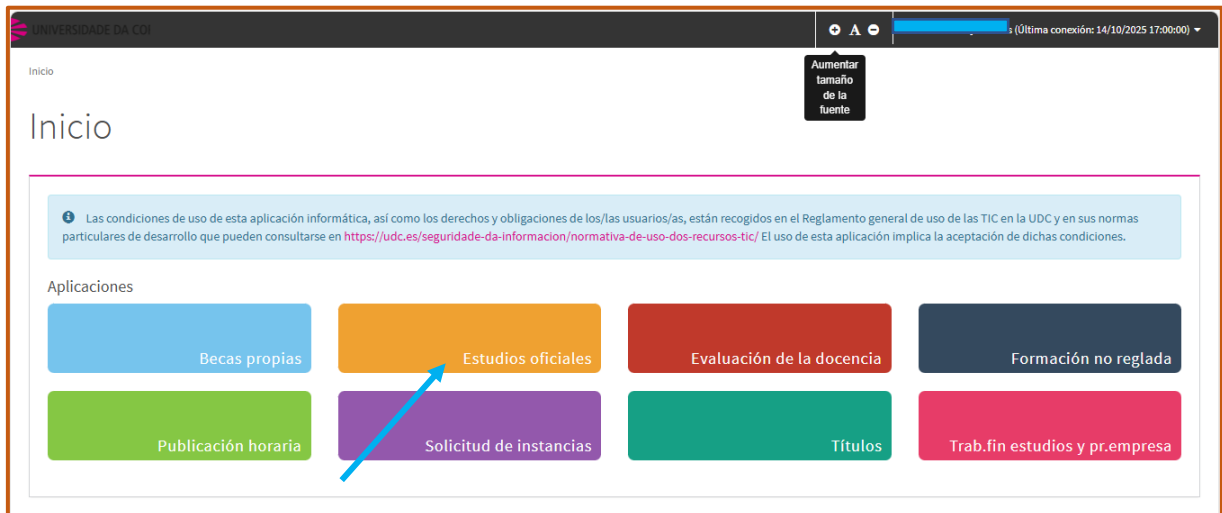 UNIVERSIDADE DA COI
A
(Última conexión: 14/10/2025 17:00:00)
Aumentar
tamaño
de la
fuente
Inicio
Inicio
Las condiciones de uso de esta aplicación informática, así como los derechos y obligaciones de los/las usuarios/as, están recogidos en el Reglamento general de uso de las TIC en la UDC y en sus normas
particulares de desarrollo que pueden consultarse en https://udc.es/seguridade-da-informacion/normativa-de-uso-dos-recursos-tic/ El uso de esta aplicación implica la aceptación de dichas condiciones.
Aplicaciones
Becas propias
Estudios oficiales
Evaluación de la docencia
Formación no reglada
Publicación horaria
Solicitud de instancias
Títulos
Trab.fin estudios y pr.empresa